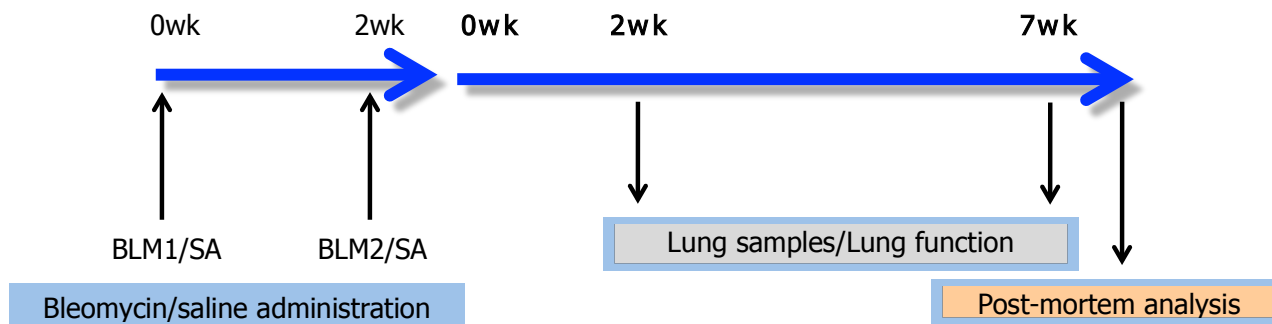 0wk 2wk 0wk 2wk 7wk
BLM1/SA BLM2/SA
Lung samples/Lung function
Bleomycin/saline administration
Post-mortem analysis